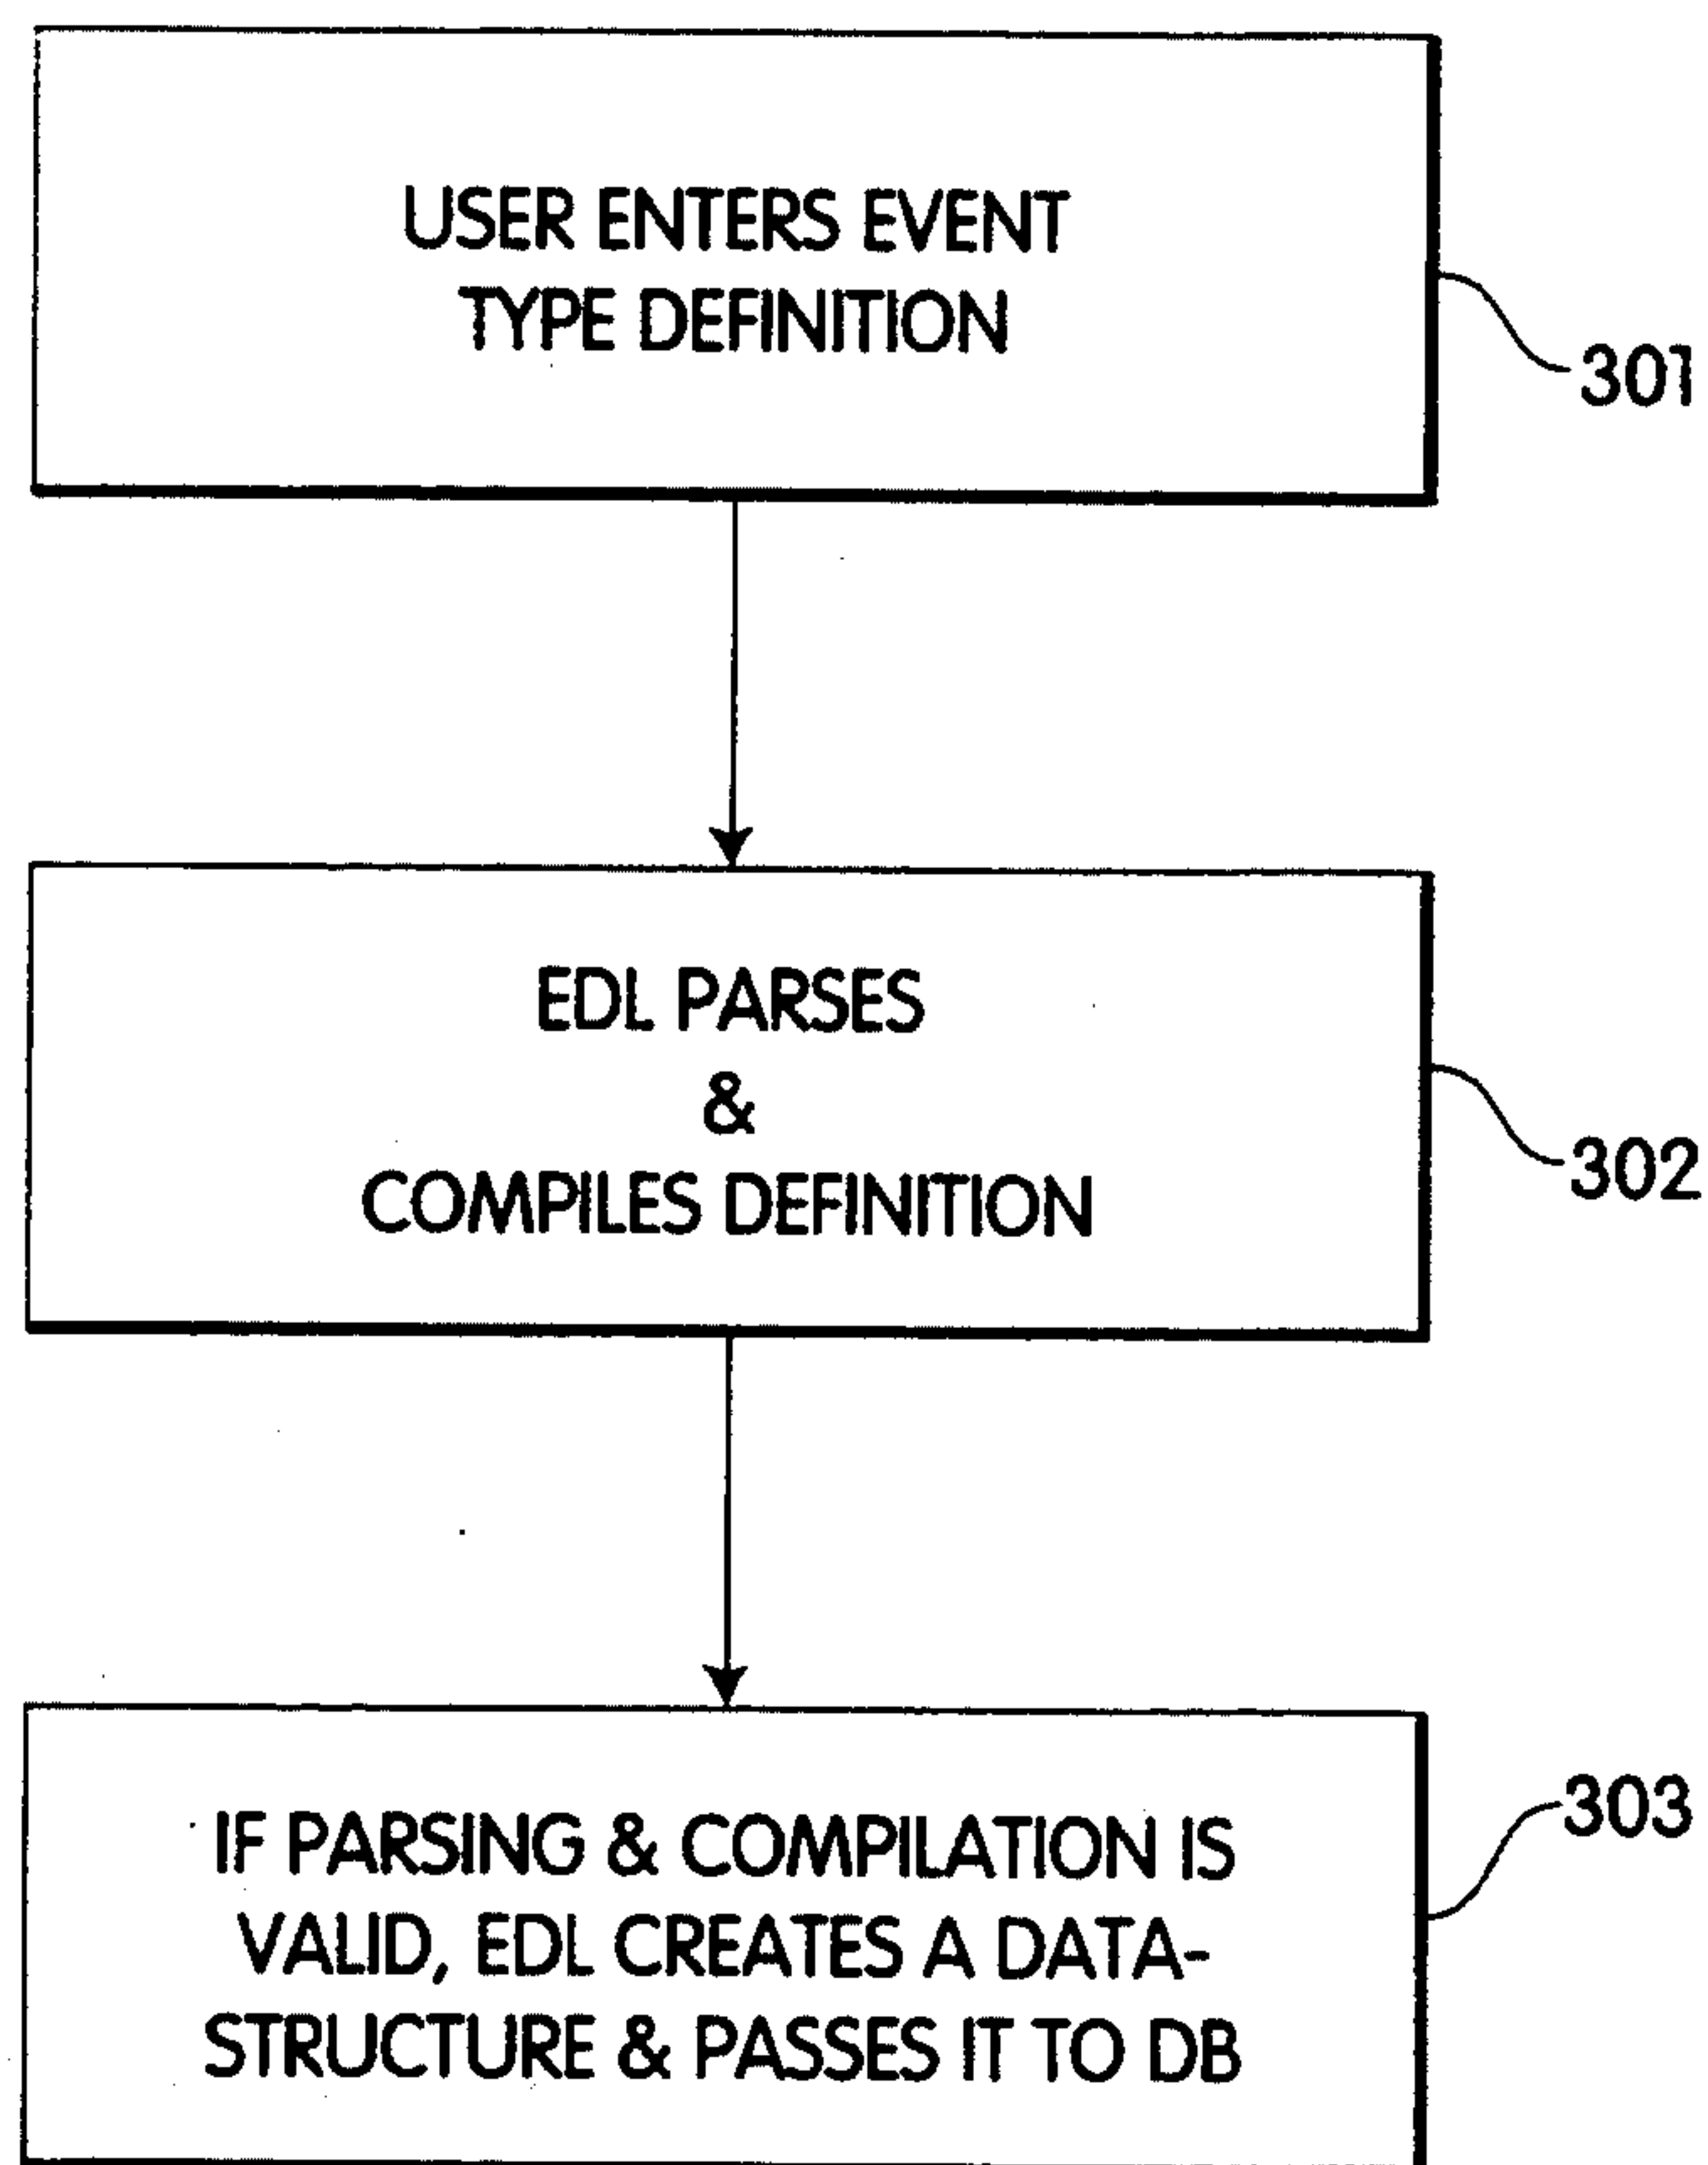 USER ENTERS EVENT
TYPE DEFINITION
301
EDL PARSES
&
COMPILES DEFINITION
302
IF PARSING & COMPILATION IS
VALID, EDL CREATES A DATA-
STRUCTURE & PASSES IT TO DB
303